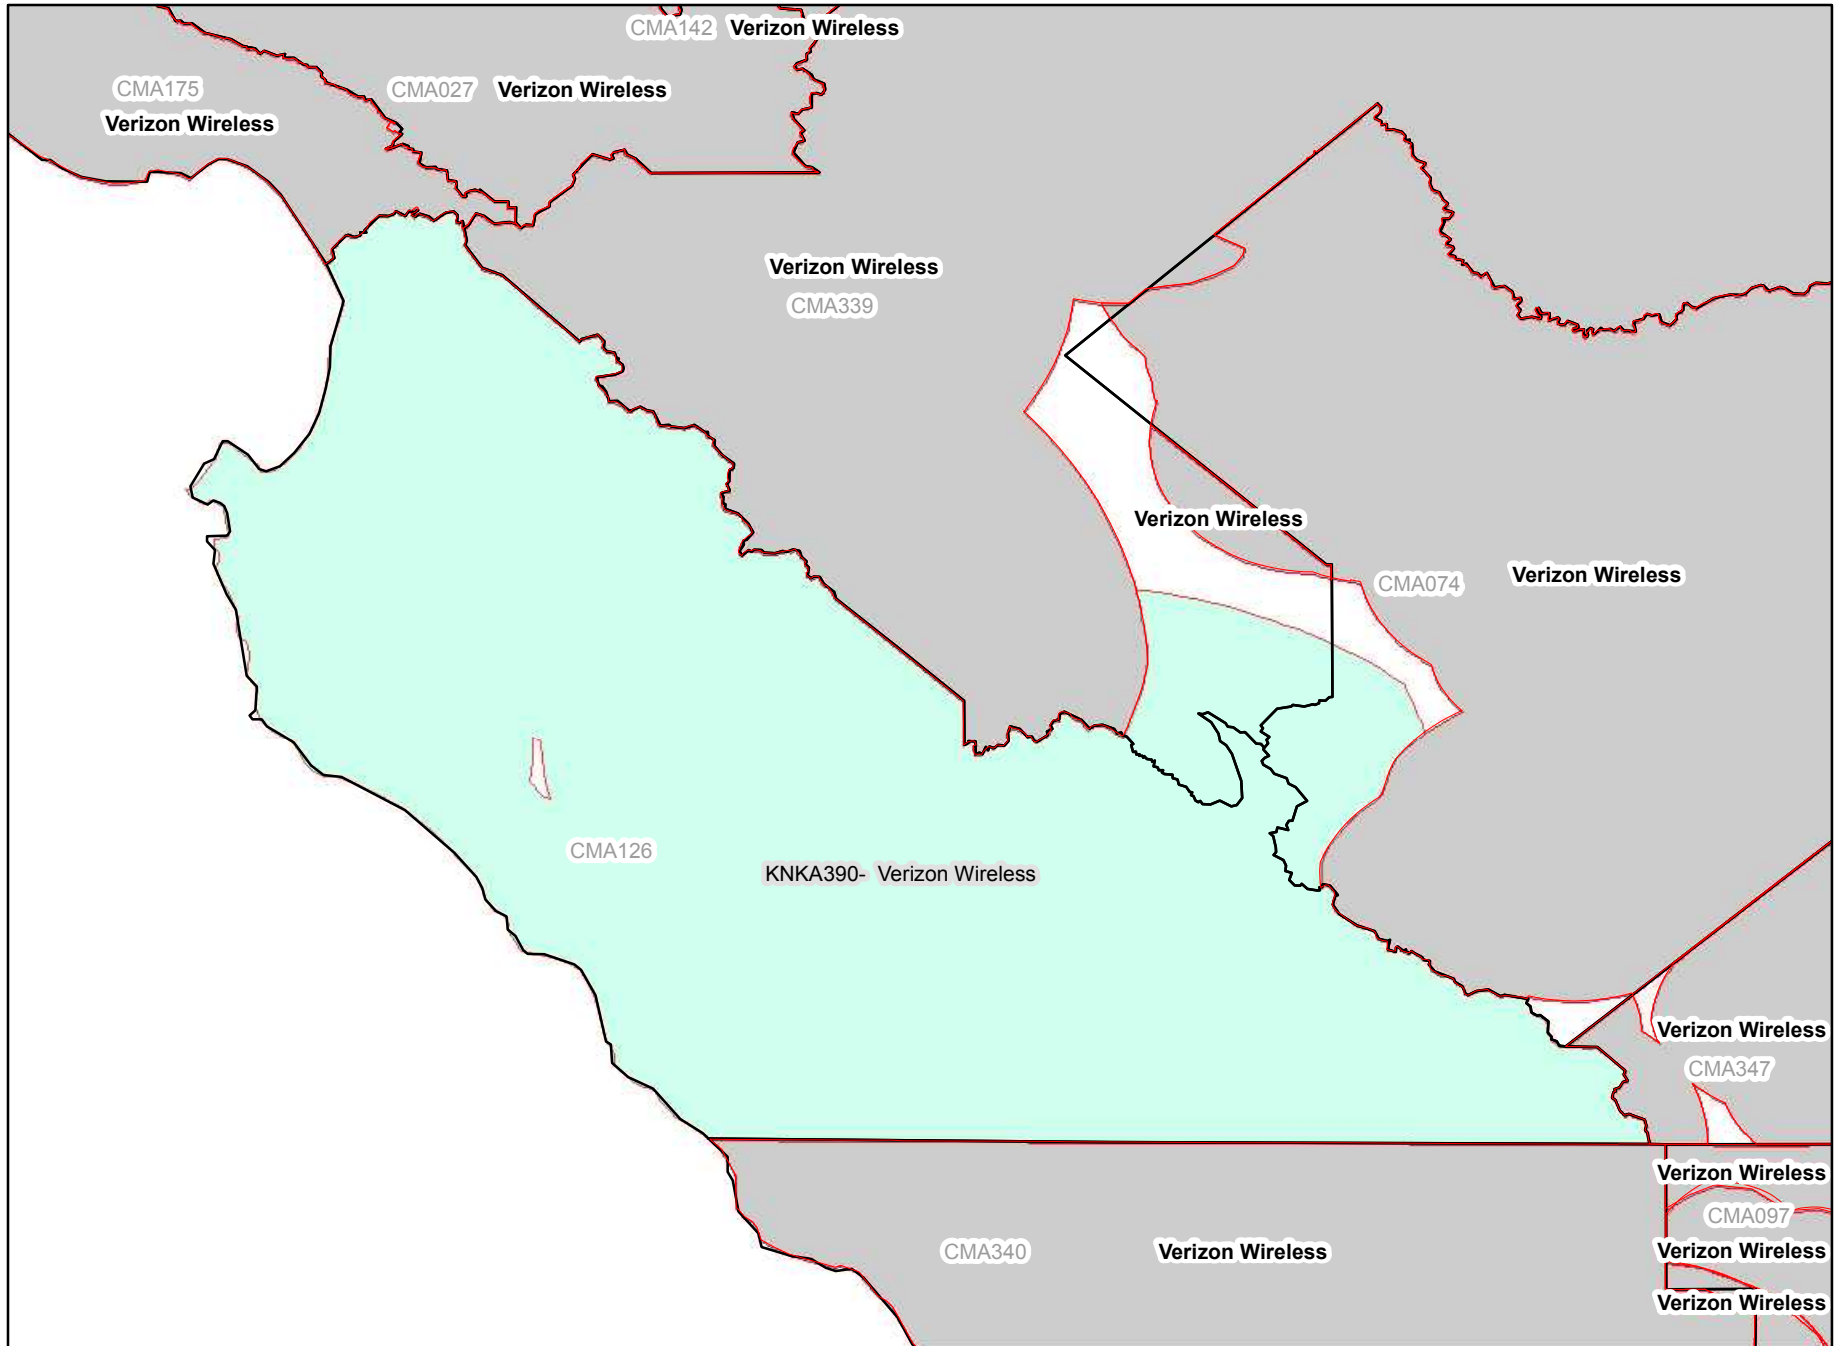 CMA142 Verizon Wireless
CMA175
CMA027 Verizon Wireless
Verizon Wireless
Verizon Wireless
CMA339
Verizon Wireless
CMA074
Verizon Wireless
CMA126
KNKA390- Verizon Wireless
Verizon Wireless
CMA347
Verizon Wireless
CMA097
CMA340
Verizon Wireless
Verizon Wireless
Verizon Wireless